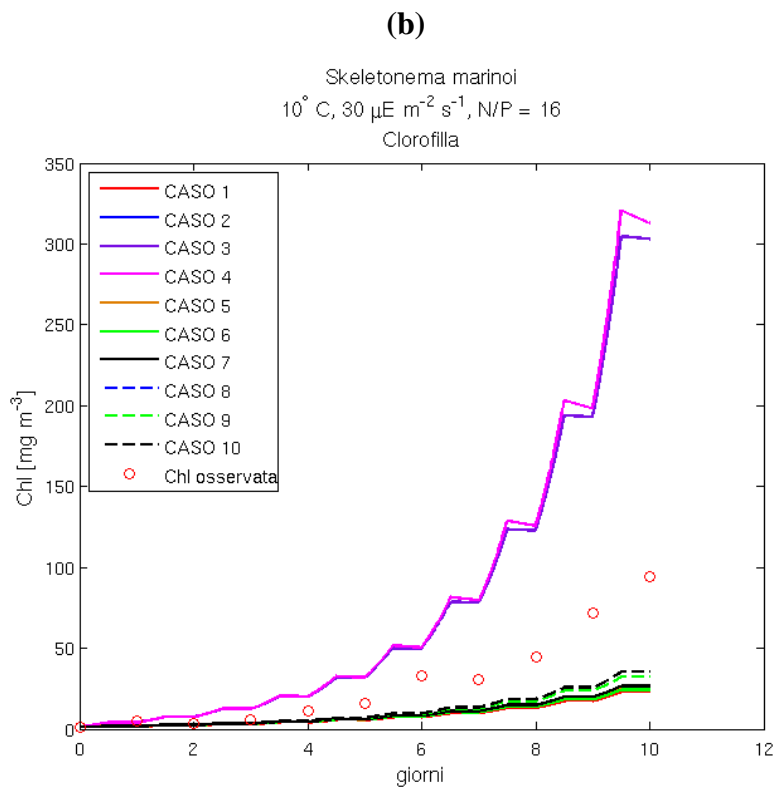 (b)
Skeletonema marinoi
10° C, 30 μE m⁻² s⁻¹, N/P = 16
Clorofilla
350
300
250
200
150
100
50
0
Chl [mg m⁻³]
CASO 1
CASO 2
CASO 3
CASO 4
CASO 5
CASO 6
CASO 7
CASO 8
CASO 9
CASO 10
Chl osservata
0 2 4 6 8 10 12
giorni